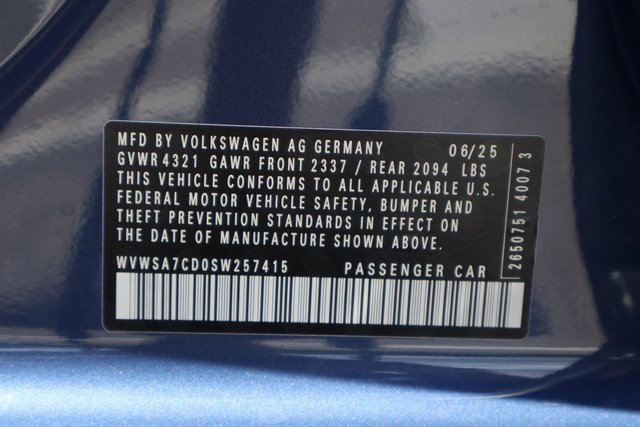 MFD BY VOLKSWAGEN AG GERMANY 06/25
GVWR 4321 GAWR FRONT 2337 / REAR 2094 LBS
THIS VEHICLE CONFORMS TO ALL APPLICABLE U.S.
FEDERAL MOTOR VEHICLE SAFETY, BUMPER AND
THEFT PREVENTION STANDARDS IN EFFECT ON
THE DATE OF MANUFACTURE SHOWN ABOVE.
WVWSA7CD0SW257415 PASSENGER CAR
2650751 4007 3